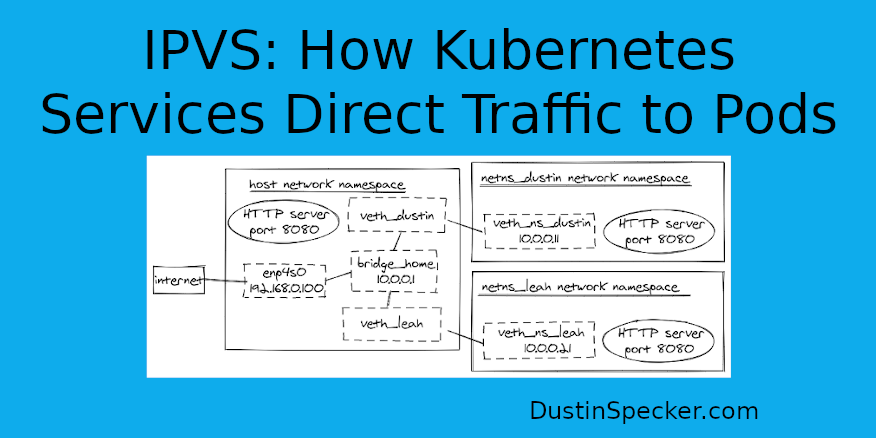 IPVS: How Kubernetes
Services Direct Traffic to Pods
host network namespace
HTTP server
port 8080
veth_dustin
internet
enp4s0
192.168.0.100
bridge_home
10.0.0.1
veth_leah
netns_dustin network namespace
veth_ns_dustin
10.0.0.11
HTTP server
port 8080
netns_leah network namespace
veth_ns_leah
10.0.0.21
HTTP server
port 8080
DustinSpecker.com